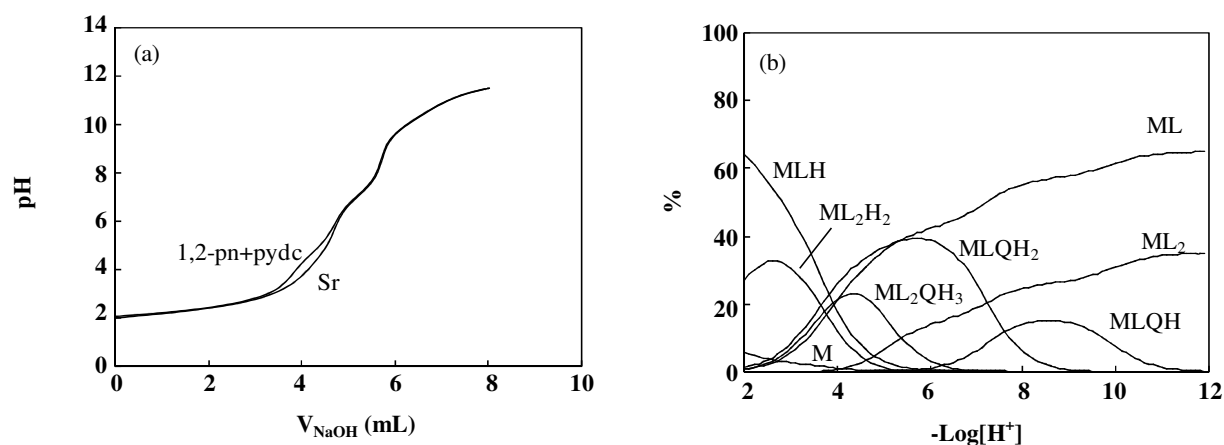 (a)
14
12
10
8
6
4
2
0
pH
1,2-pn+pydc
Sr
0 2 4 6 8 10
V_NaOH (mL)
(b)
100
80
60
40
20
0
%
MLH
ML₂H₂
ML
MLQH₂
ML₂
ML₂QH₃
MLQH
M
2 4 6 8 10 12
-Log[H⁺]